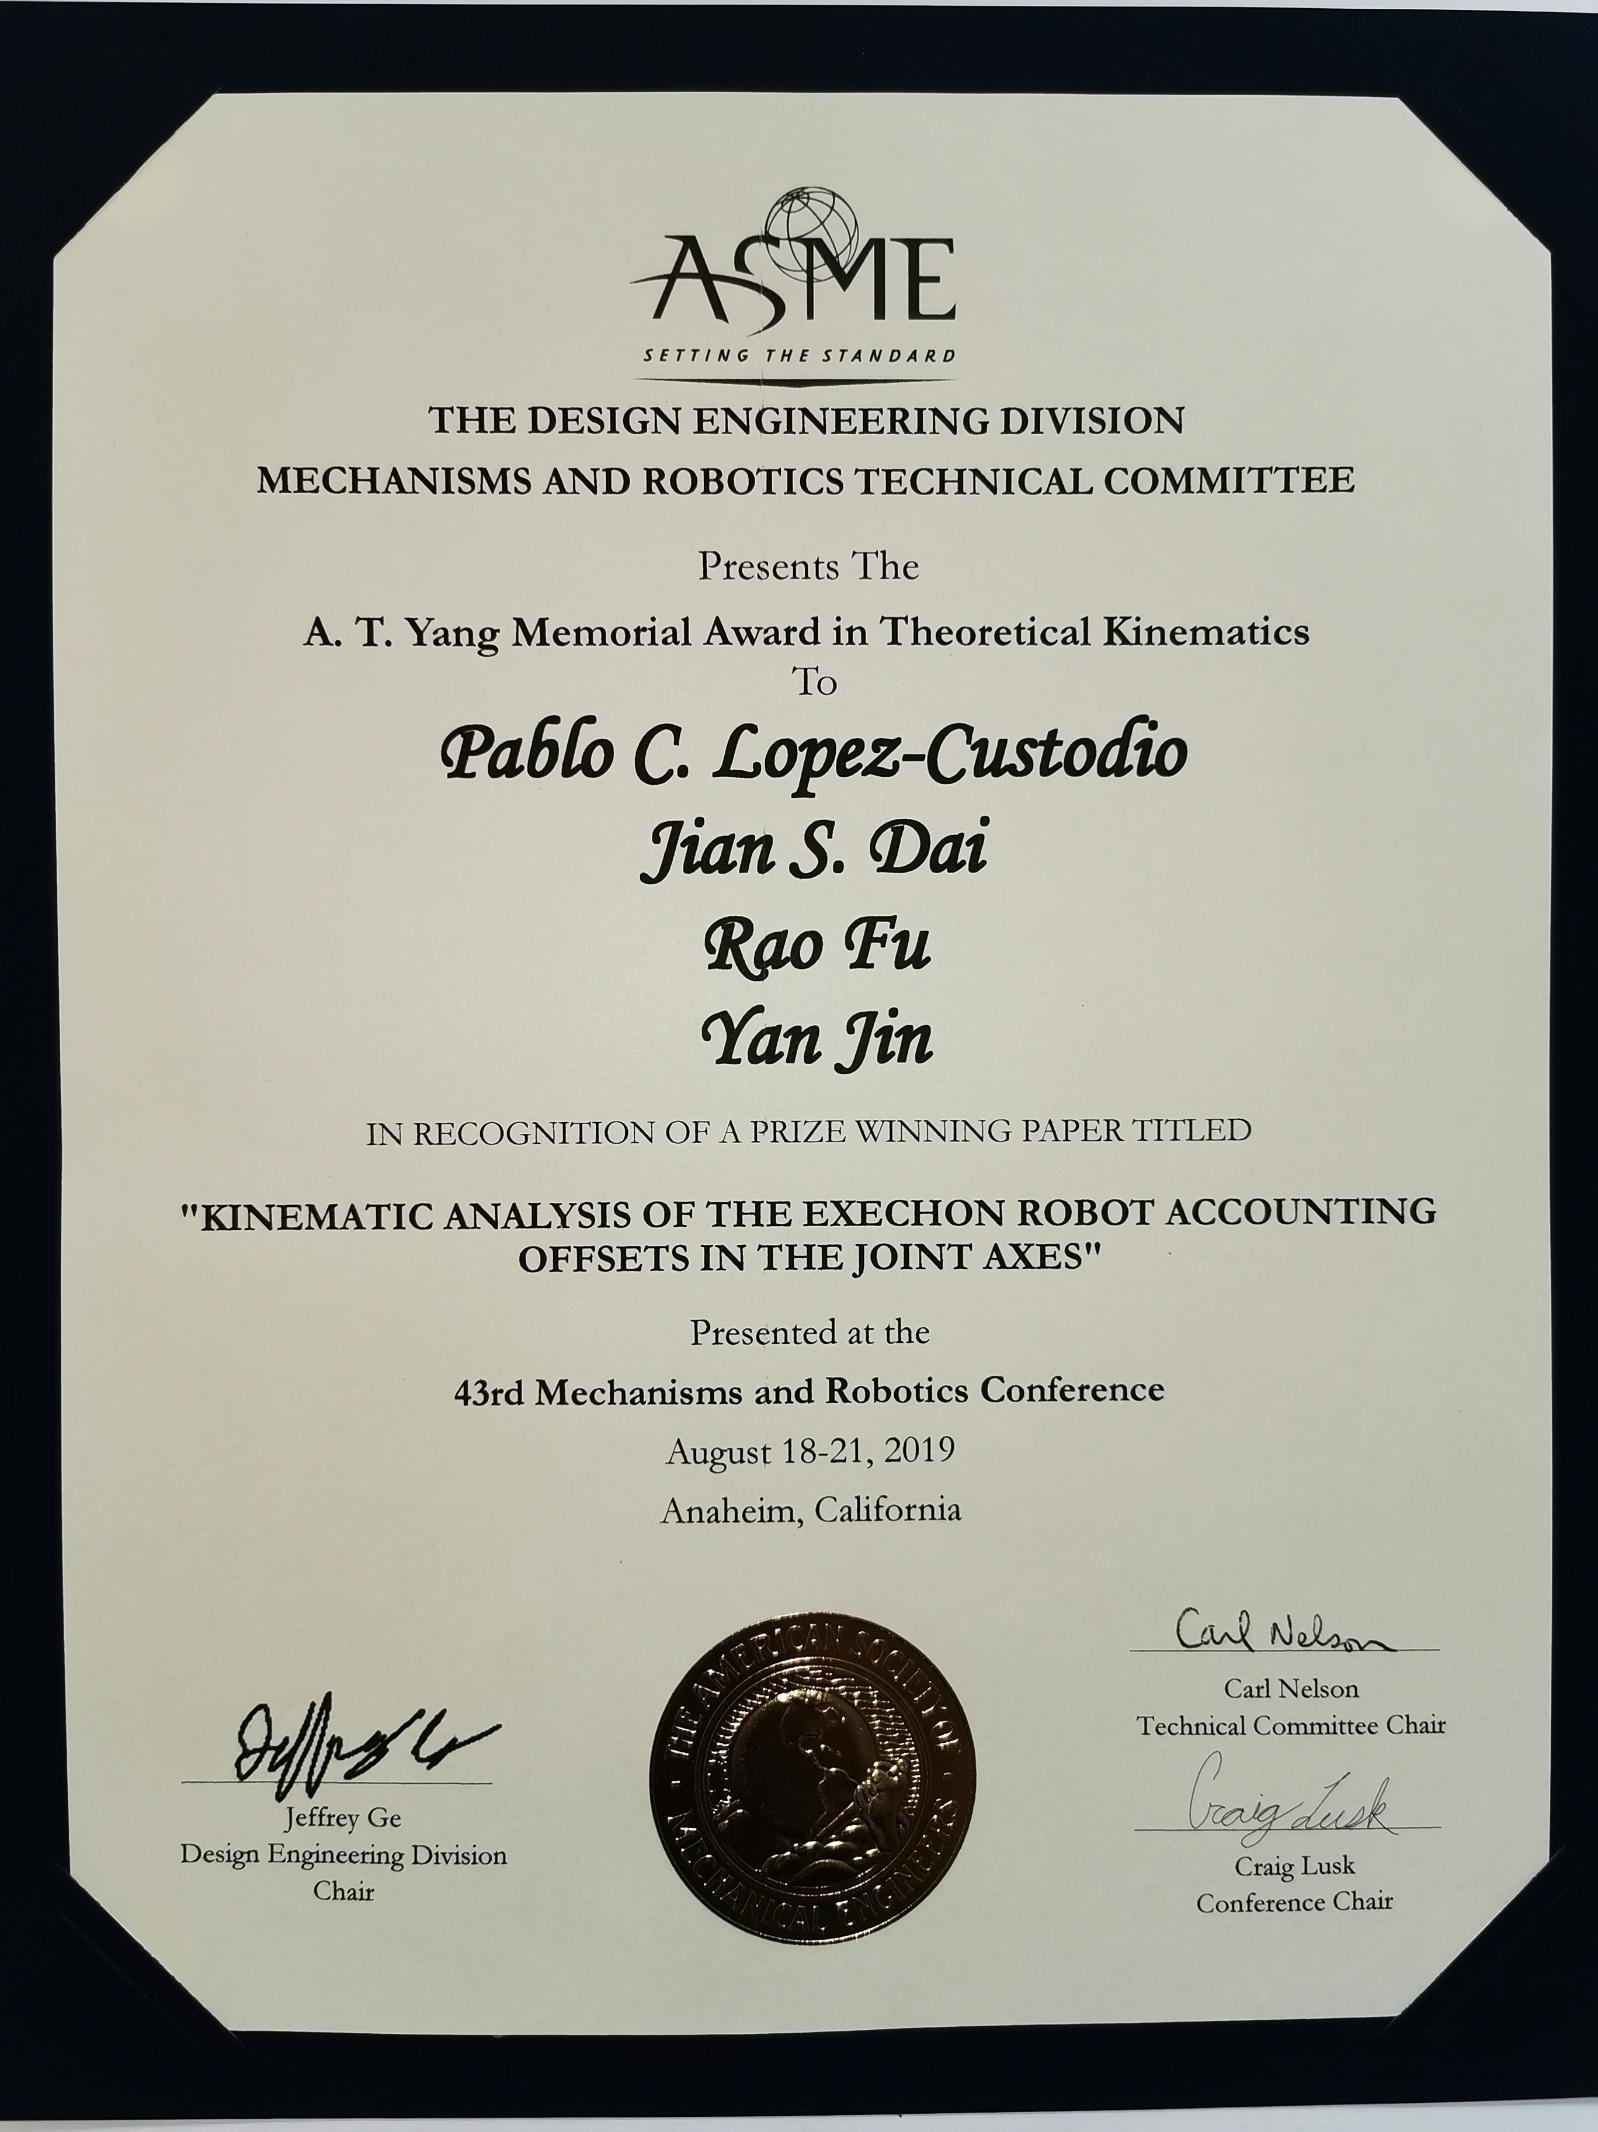 ASME
SETTING THE STANDARD
THE DESIGN ENGINEERING DIVISION
MECHANISMS AND ROBOTICS TECHNICAL COMMITTEE
Presents The
A. T. Yang Memorial Award in Theoretical Kinematics
To
Pablo C. Lopez-Custodio
Jian S. Dai
Rao Fu
Yan Jin
IN RECOGNITION OF A PRIZE WINNING PAPER TITLED
"KINEMATIC ANALYSIS OF THE EXECHON ROBOT ACCOUNTING
OFFSETS IN THE JOINT AXES"
Presented at the
43rd Mechanisms and Robotics Conference
August 18-21, 2019
Anaheim, California
Jeffrey Ge
Jeffrey Ge
Design Engineering Division
Chair
THE AMERICAN SOCIETY OF
MECHANICAL ENGINEERS
Carl Nelson
Carl Nelson
Technical Committee Chair
Craig Lusk
Craig Lusk
Conference Chair